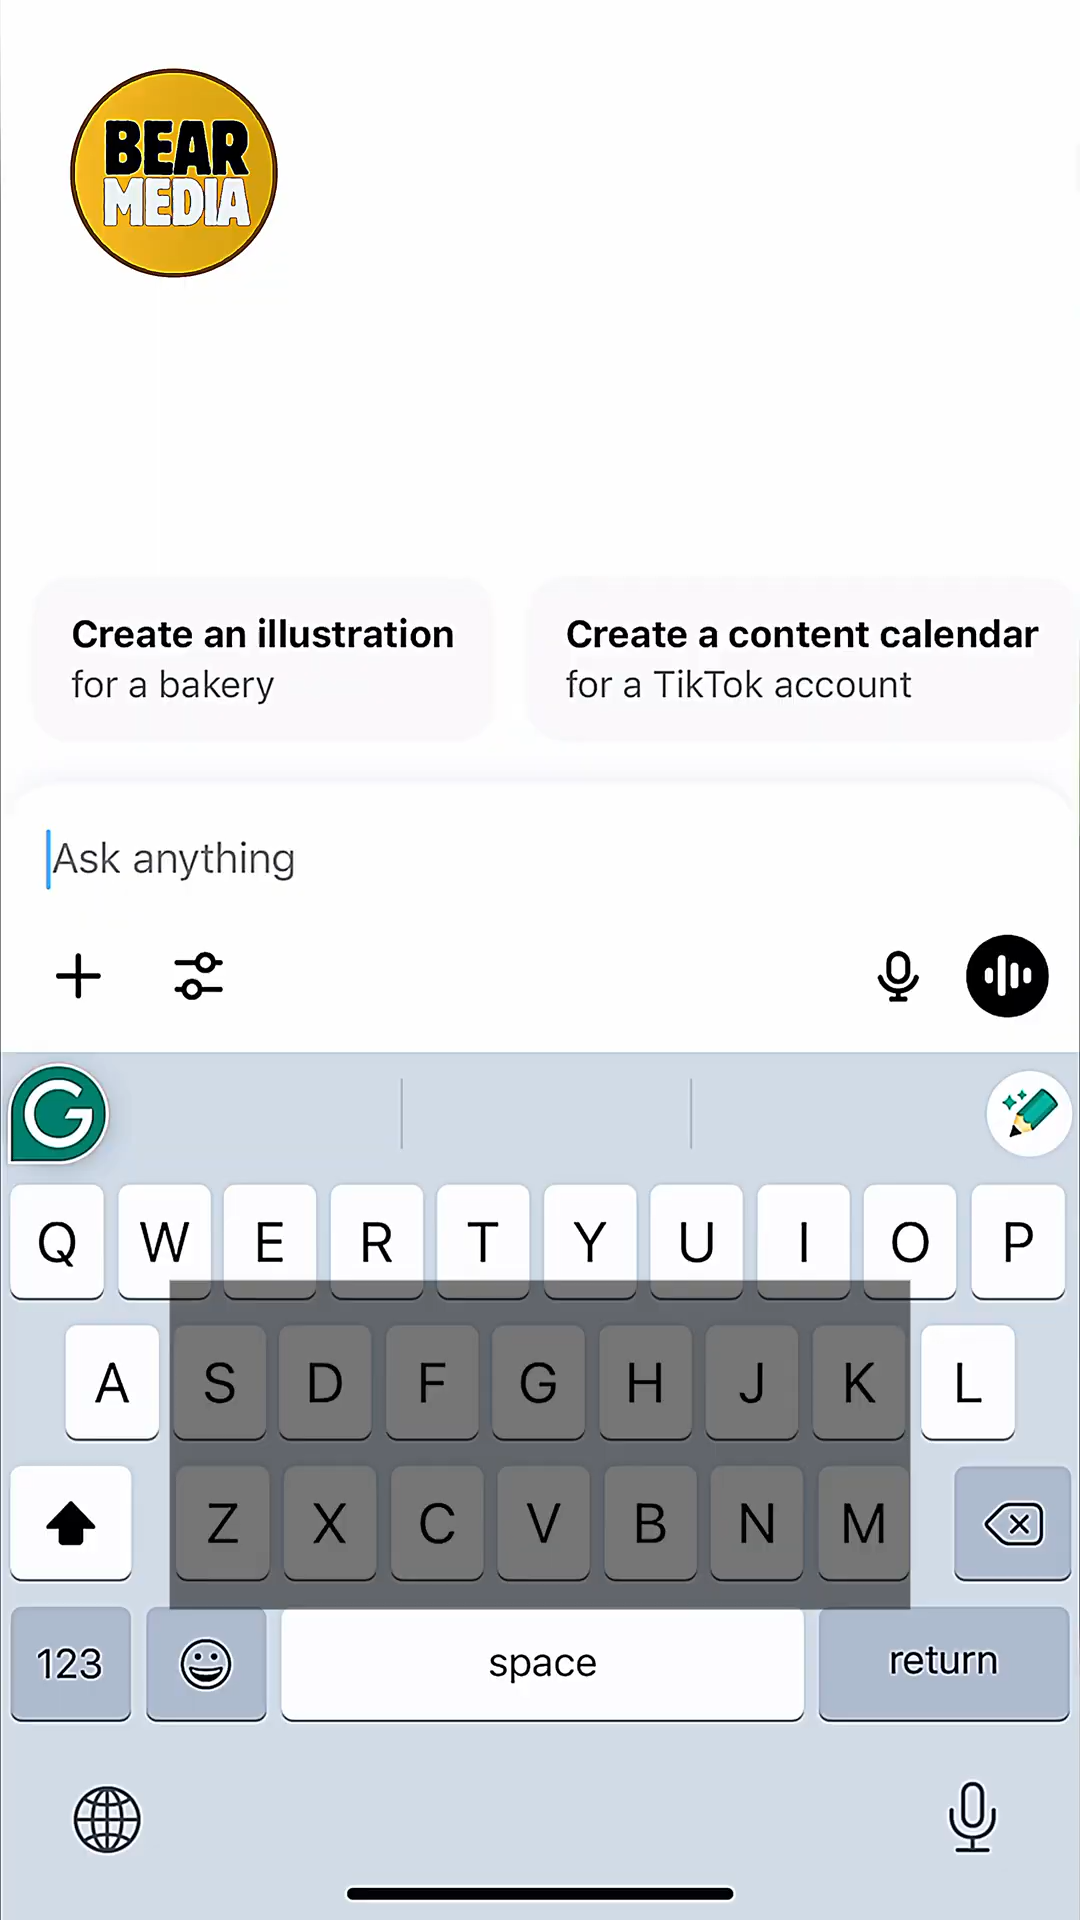 BEAR
MEDIA
Create an illustration
for a bakery
Create a content calendar
for a TikTok account
Ask anything
G
Q W E R T Y U I O P
A S D F G H J K L
Z X C V B N M
123 space return